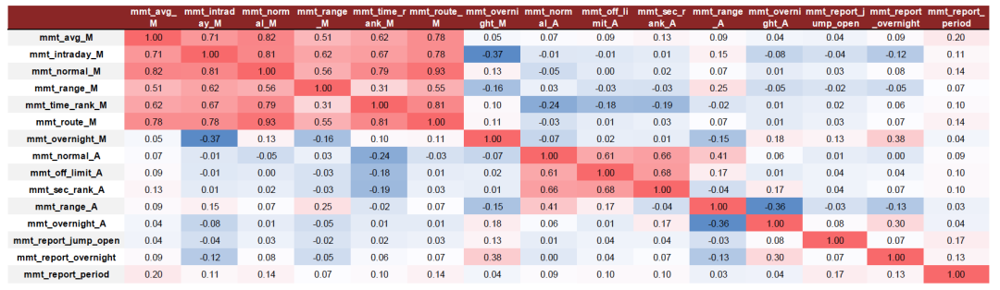 mmt_avg_M mmt_intraday_M mmt_normal_M mmt_range_M mmt_time_rank_M mmt_route_M mmt_overnight_M mmt_normal_A mmt_off_limit_A mmt_sec_rank_A mmt_range_A mmt_overnight_A mmt_report_jump_open mmt_report_overnight mmt_report_period
mmt_avg_M 1.00 0.71 0.82 0.51 0.62 0.78 0.05 0.07 0.09 0.13 0.09 0.04 0.04 0.09 0.20
mmt_intraday_M 0.71 1.00 0.81 0.62 0.67 0.78 -0.37 -0.01 -0.01 0.01 0.15 -0.08 -0.04 -0.12 0.11
mmt_normal_M 0.82 0.81 1.00 0.56 0.79 0.93 0.13 -0.05 0.00 0.02 0.07 0.01 0.03 0.08 0.14
mmt_range_M 0.51 0.62 0.56 1.00 0.31 0.55 -0.16 0.03 -0.03 -0.03 0.25 -0.05 -0.02 -0.05 0.07
mmt_time_rank_M 0.62 0.67 0.79 0.31 1.00 0.81 0.10 -0.24 -0.18 -0.19 -0.02 0.01 0.02 0.06 0.10
mmt_route_M 0.78 0.78 0.93 0.55 0.81 1.00 0.11 -0.03 0.01 0.03 0.07 0.01 0.03 0.07 0.14
mmt_overnight_M 0.05 -0.37 0.13 -0.16 0.10 0.11 1.00 -0.07 0.02 0.01 -0.15 0.18 0.13 0.38 0.04
mmt_normal_A 0.07 -0.01 -0.05 0.03 -0.24 -0.03 -0.07 1.00 0.61 0.66 0.41 0.06 0.01 0.00 0.09
mmt_off_limit_A 0.09 -0.01 0.00 -0.03 -0.18 0.01 0.02 0.61 1.00 0.68 0.17 0.01 0.04 0.04 0.10
mmt_sec_rank_A 0.13 0.01 0.02 -0.03 -0.19 0.03 0.01 0.66 0.68 1.00 -0.04 0.17 0.04 0.07 0.10
mmt_range_A 0.09 0.15 0.07 0.25 -0.02 0.07 -0.15 0.41 0.17 -0.04 1.00 -0.36 -0.03 -0.13 0.03
mmt_overnight_A 0.04 -0.08 0.01 -0.05 0.01 0.01 0.18 0.06 0.01 0.17 -0.36 1.00 0.08 0.30 0.04
mmt_report_jump_open 0.04 -0.04 0.03 -0.02 0.02 0.03 0.13 0.01 0.04 0.04 -0.03 0.08 1.00 0.07 0.17
mmt_report_overnight 0.09 -0.12 0.08 -0.05 0.06 0.07 0.38 0.00 0.04 0.07 -0.13 0.30 0.07 1.00 0.13
mmt_report_period 0.20 0.11 0.14 0.07 0.10 0.14 0.04 0.09 0.10 0.10 0.03 0.04 0.17 0.13 1.00